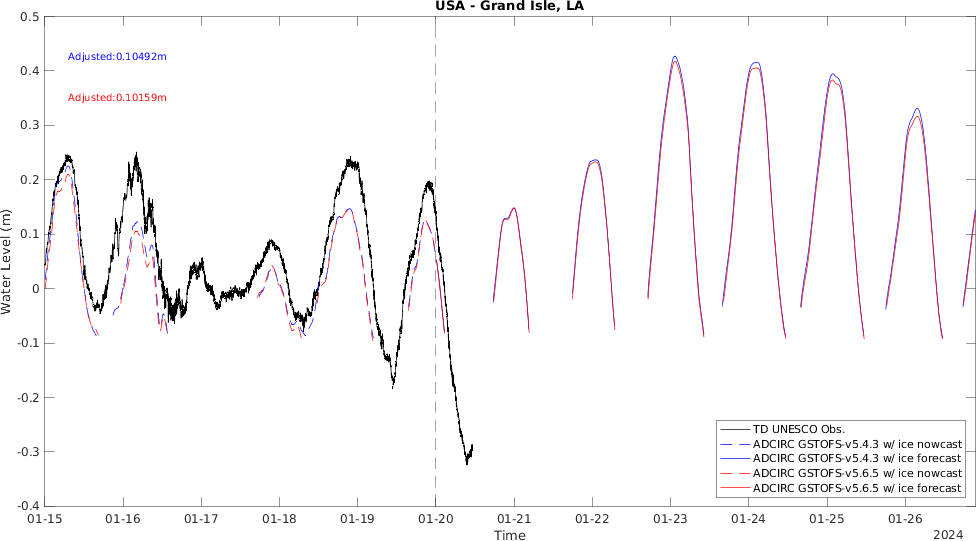 USA - Grand Isle, LA
Adjusted:0.10492m
Adjusted:0.10159m
Water Level (m)
0.5
0.4
0.3
0.2
0.1
0
-0.1
-0.2
-0.3
-0.4
TD UNESCO Obs.
ADCIRC GSTOFS-v5.4.3 w/ ice nowcast
ADCIRC GSTOFS-v5.4.3 w/ ice forecast
ADCIRC GSTOFS-v5.6.5 w/ ice nowcast
ADCIRC GSTOFS-v5.6.5 w/ ice forecast
01-15 01-16 01-17 01-18 01-19 01-20 01-21 01-22 01-23 01-24 01-25 01-26
Time
2024